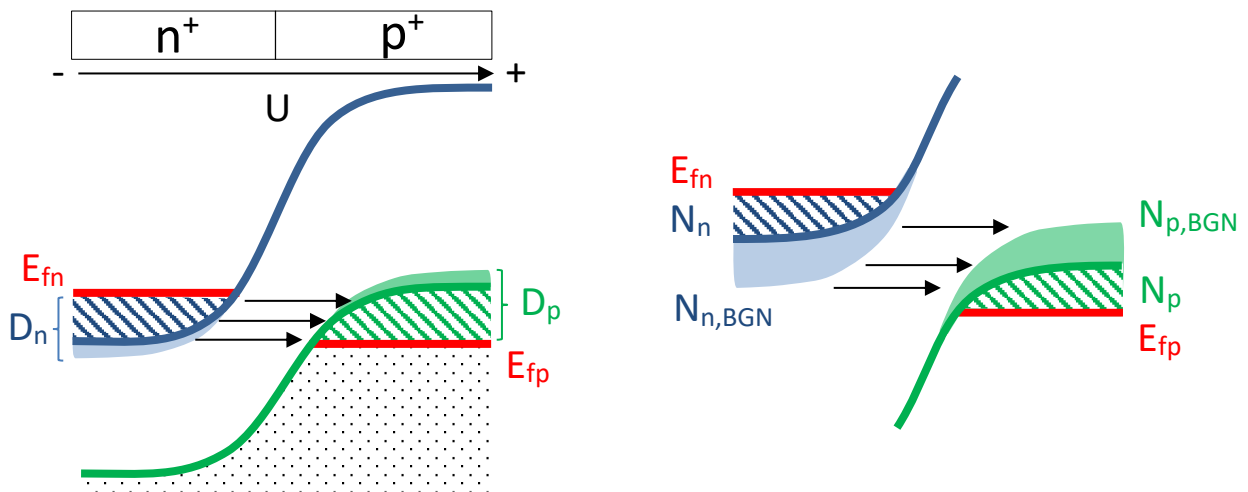 n+ p+
- +
U
Efn
Dn
Dp
Efp
Efn
Nn
Nn,BGN
Np,BGN
Np
Efp